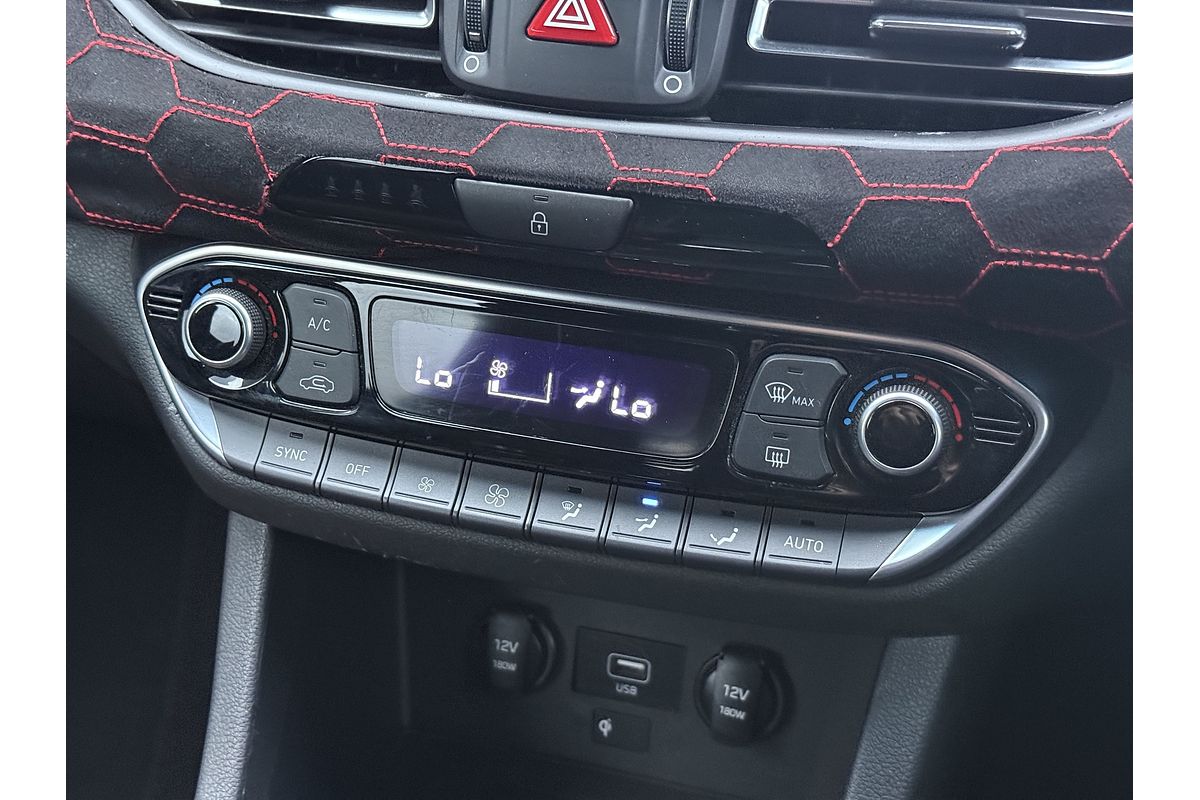 A/C
Lo
Lo
MAX
SYNC
OFF
AUTO
12V
180W
USB
12V
180W